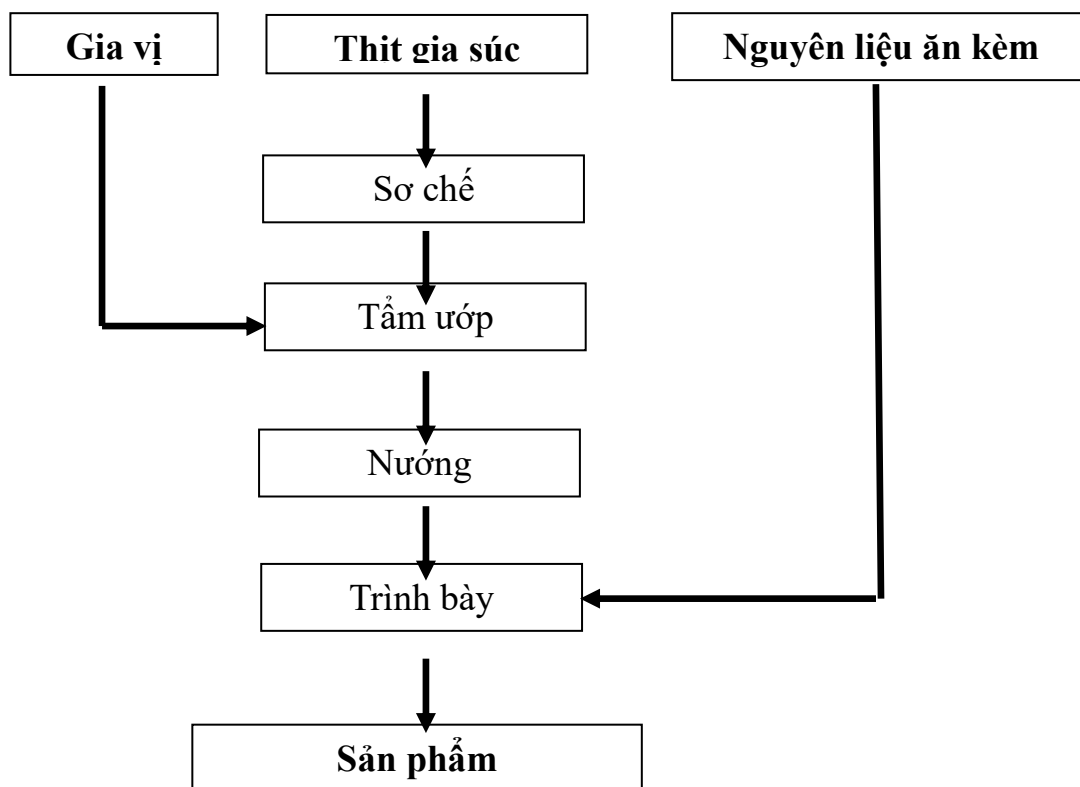 Gia vị
Thit gia súc
Nguyên liệu ăn kèm
Sơ chế
Tẩm ướp
Nướng
Trình bày
Sản phẩm